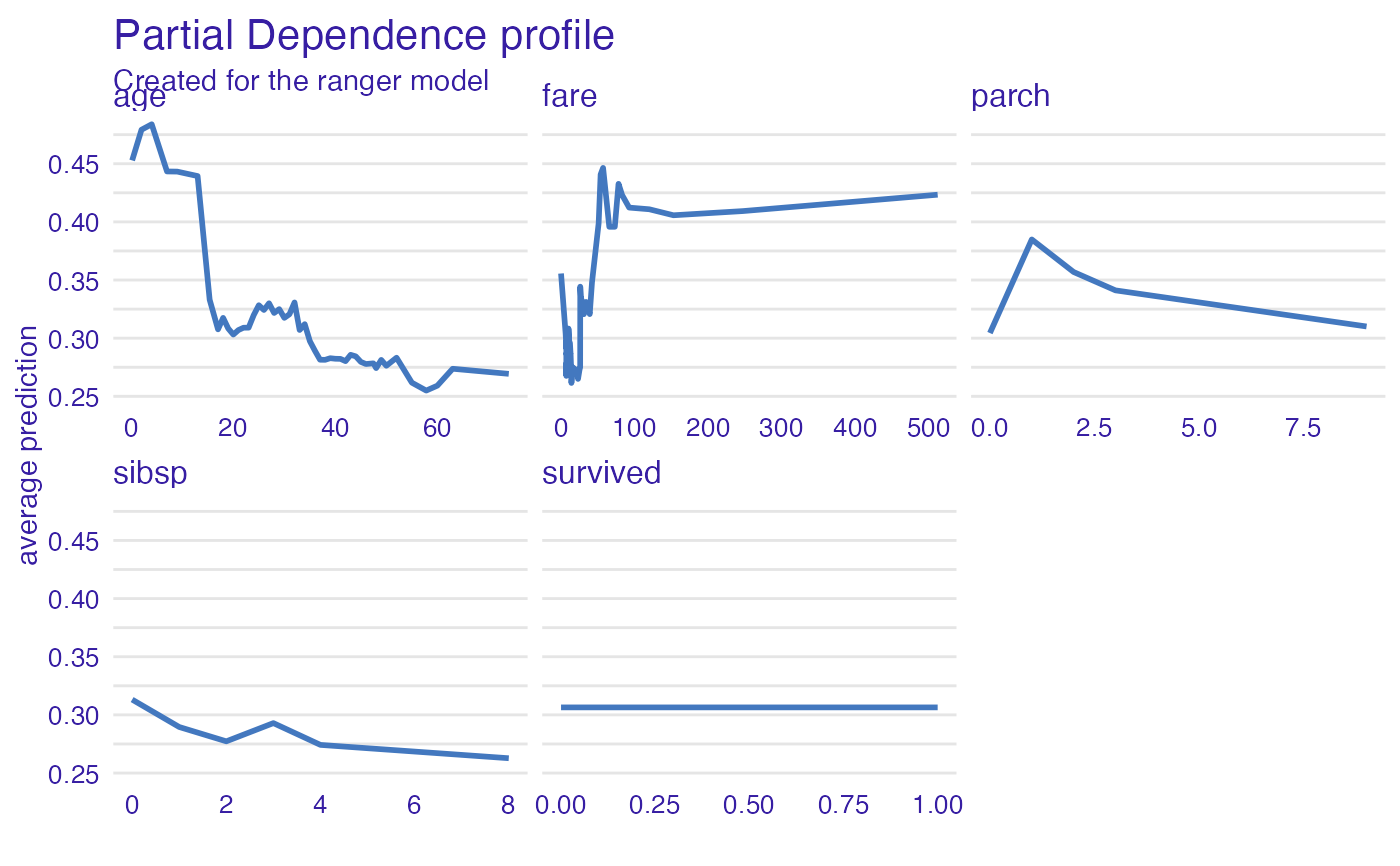 Partial Dependence profile
Created for the ranger model
age
fare
parch
0.45
0.40
0.35
0.30
0.25
0 20 40 60
0 100 200 300 400 500
0.0 2.5 5.0 7.5
average prediction
sibsp
survived
0.45
0.40
0.35
0.30
0.25
0 2 4 6 8
0.00 0.25 0.50 0.75 1.00